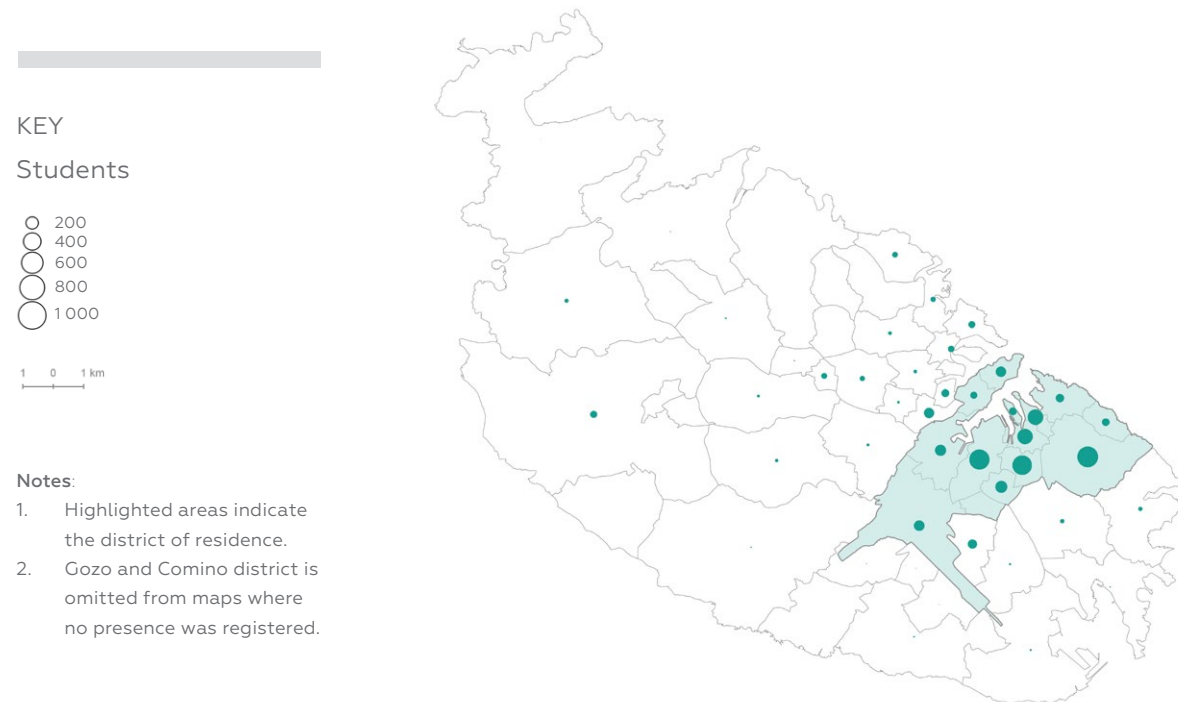 KEY
Students
200
400
600
800
1 000
1 0 1 km
Notes:
1. Highlighted areas indicate
the district of residence.
2. Gozo and Comino district is
omitted from maps where
no presence was registered.